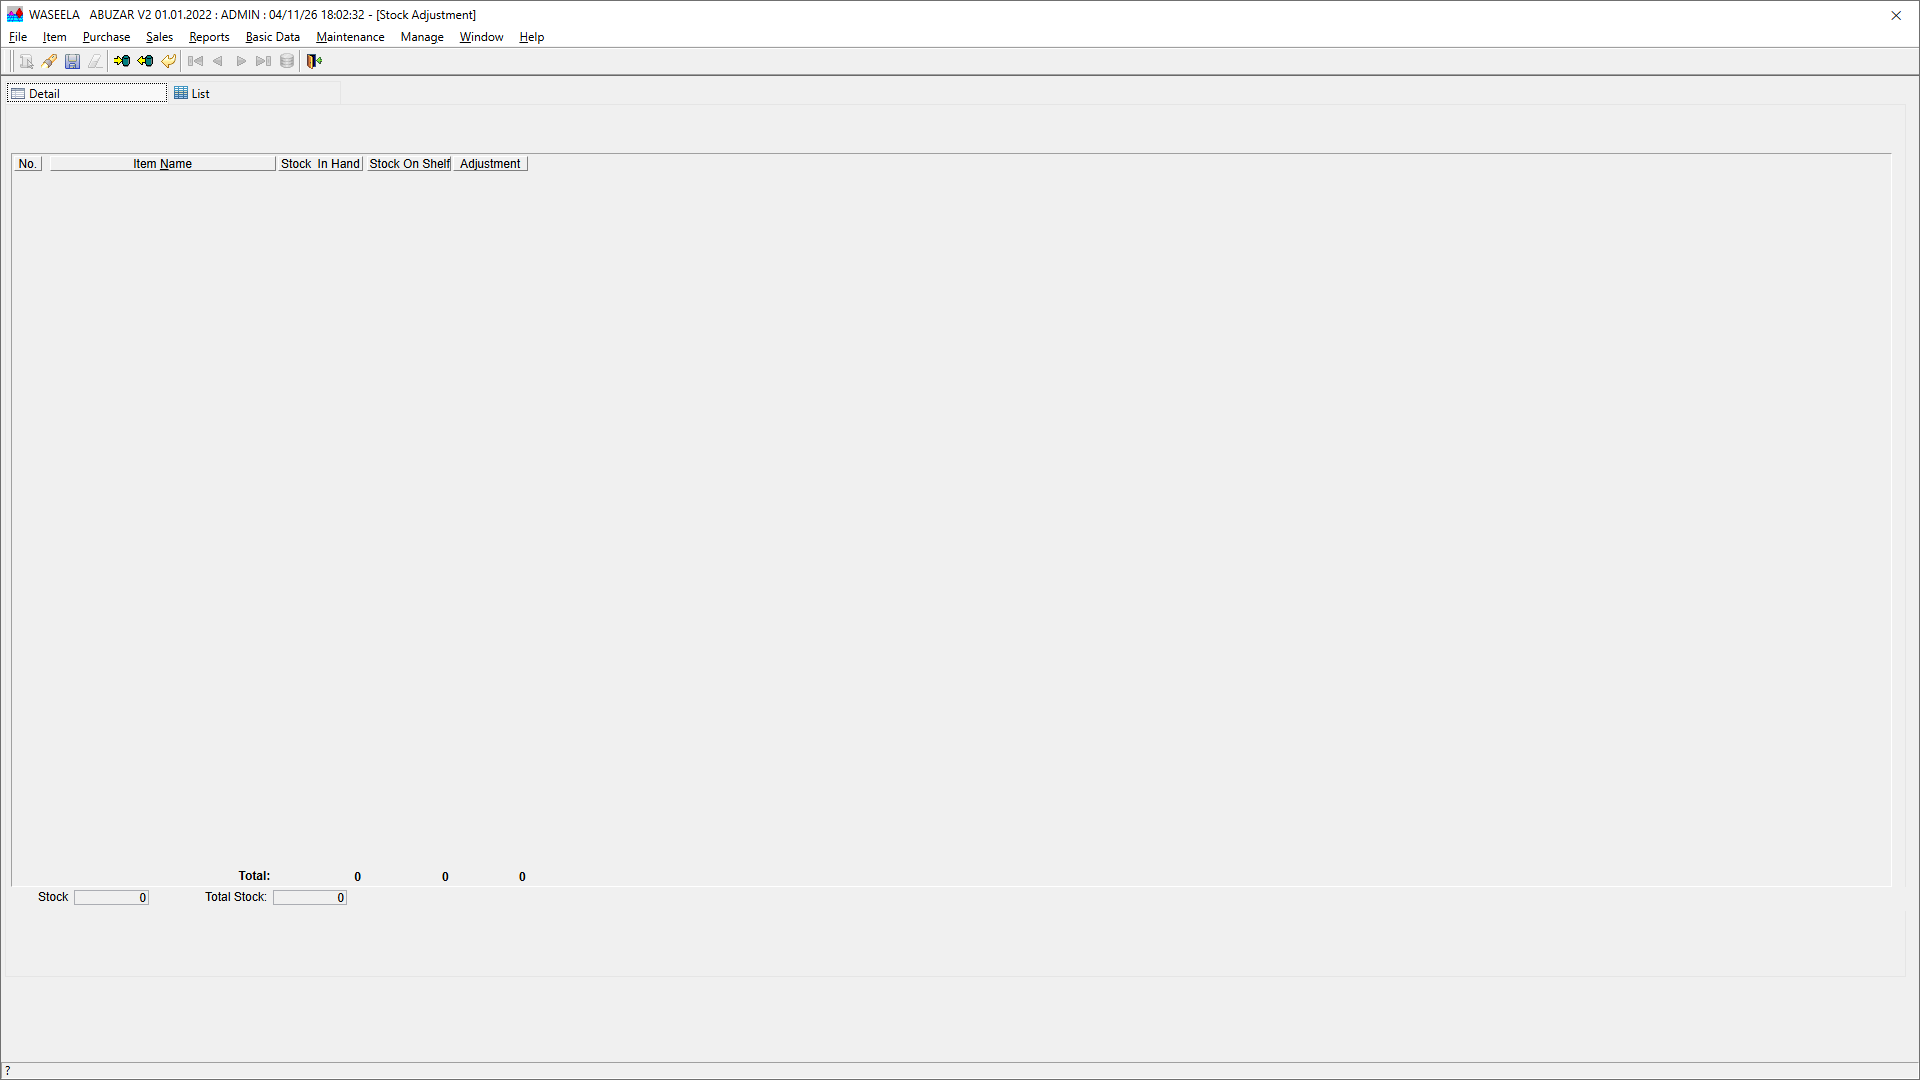 WASEELA   ABUZAR V2 01.01.2022 : ADMIN : 04/11/26 18:02:32 - [Stock Adjustment]
File Item Purchase Sales Reports Basic Data Maintenance Manage Window Help
Detail List
No. Item Name Stock  In Hand Stock On Shelf Adjustment
Total: 0 0 0
Stock 0 Total Stock: 0
?